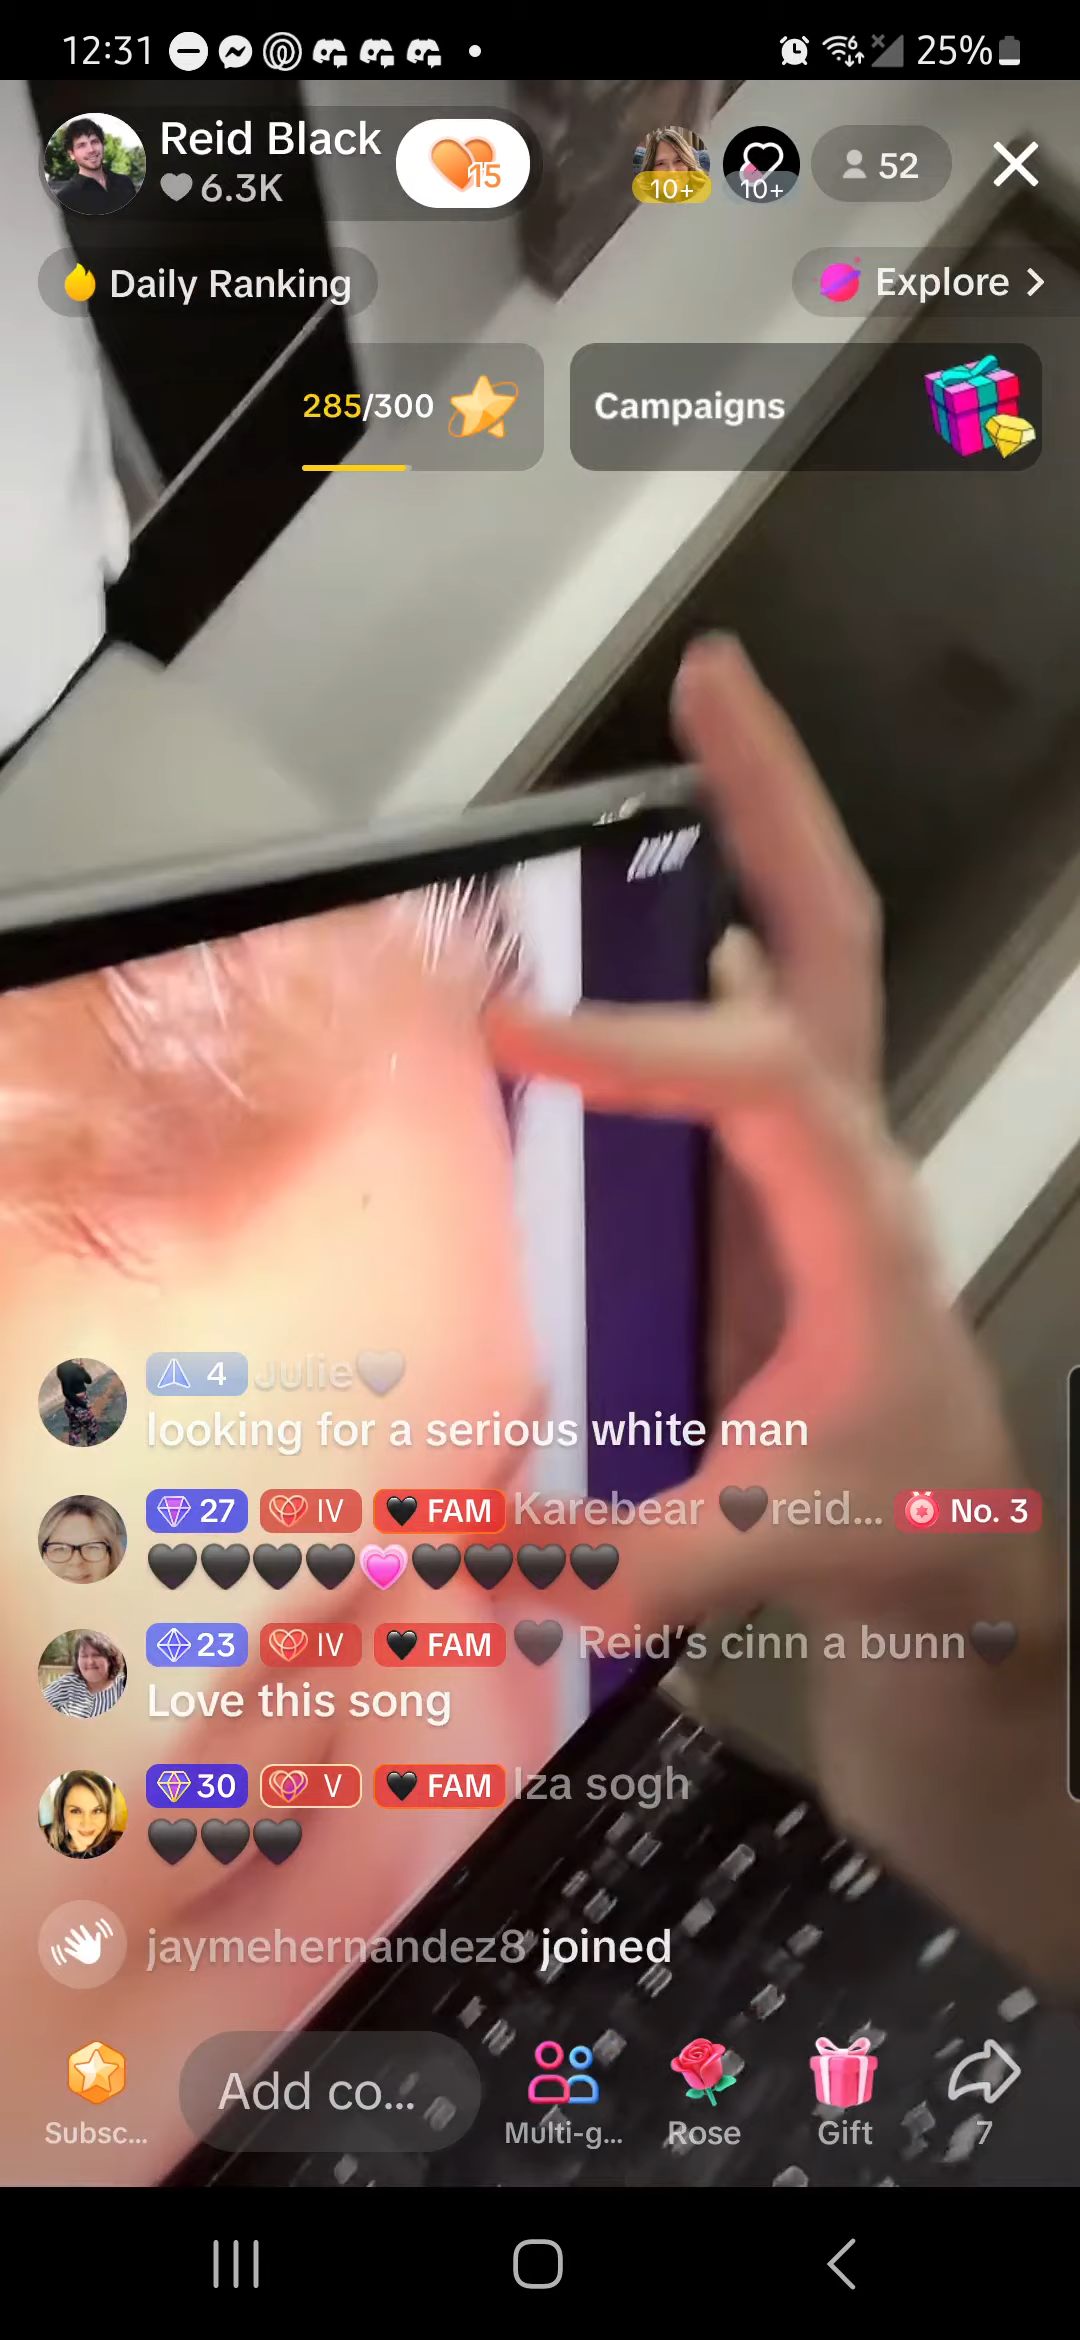 12:31
25%
Reid Black
6.3K
15
10+
10+
52
Daily Ranking
Explore
285/300
Campaigns
4 Julie🩶
looking for a serious white man
27 IV 🖤 FAM Karebear 🖤reid... No. 3
🖤🖤🖤🖤💗🖤🖤🖤🖤
23 IV 🖤 FAM 🖤 Reid's cinn a bunn🖤
Love this song
30 V 🖤 FAM Iza sogh
🖤🖤🖤
jaymehernandez8 joined
Add co...
Subsc...
Multi-g...
Rose
Gift
7